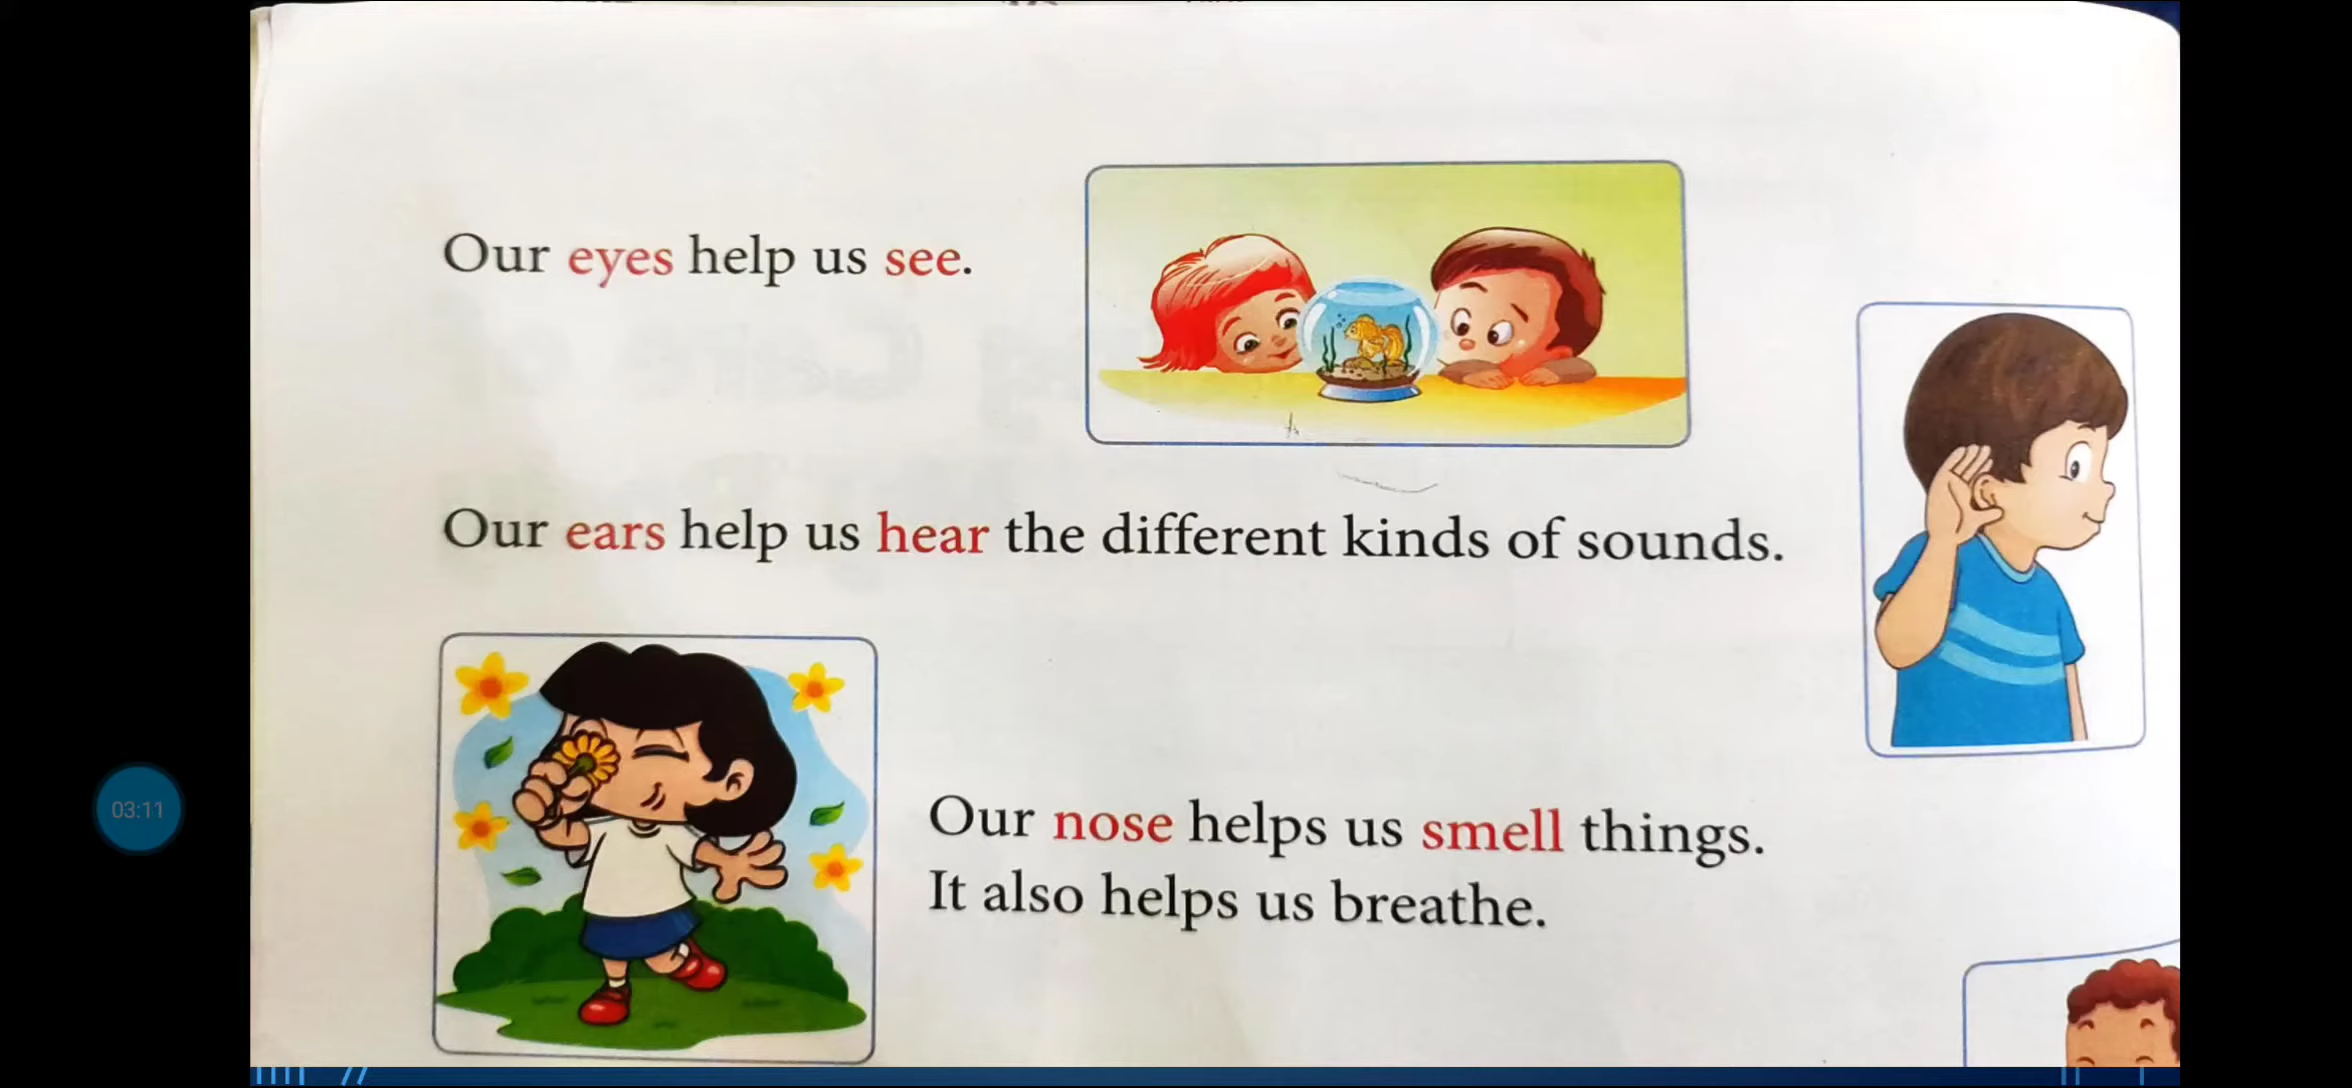 Our eyes help us see.
Our ears help us hear the different kinds of sounds.
Our nose helps us smell things.
It also helps us breathe.
03:11